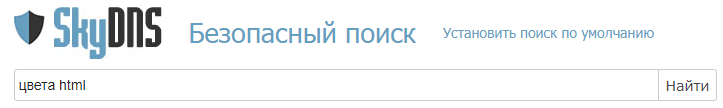 SkyDNS Безопасный поиск Установить поиск по умолчанию
цвета html Найти